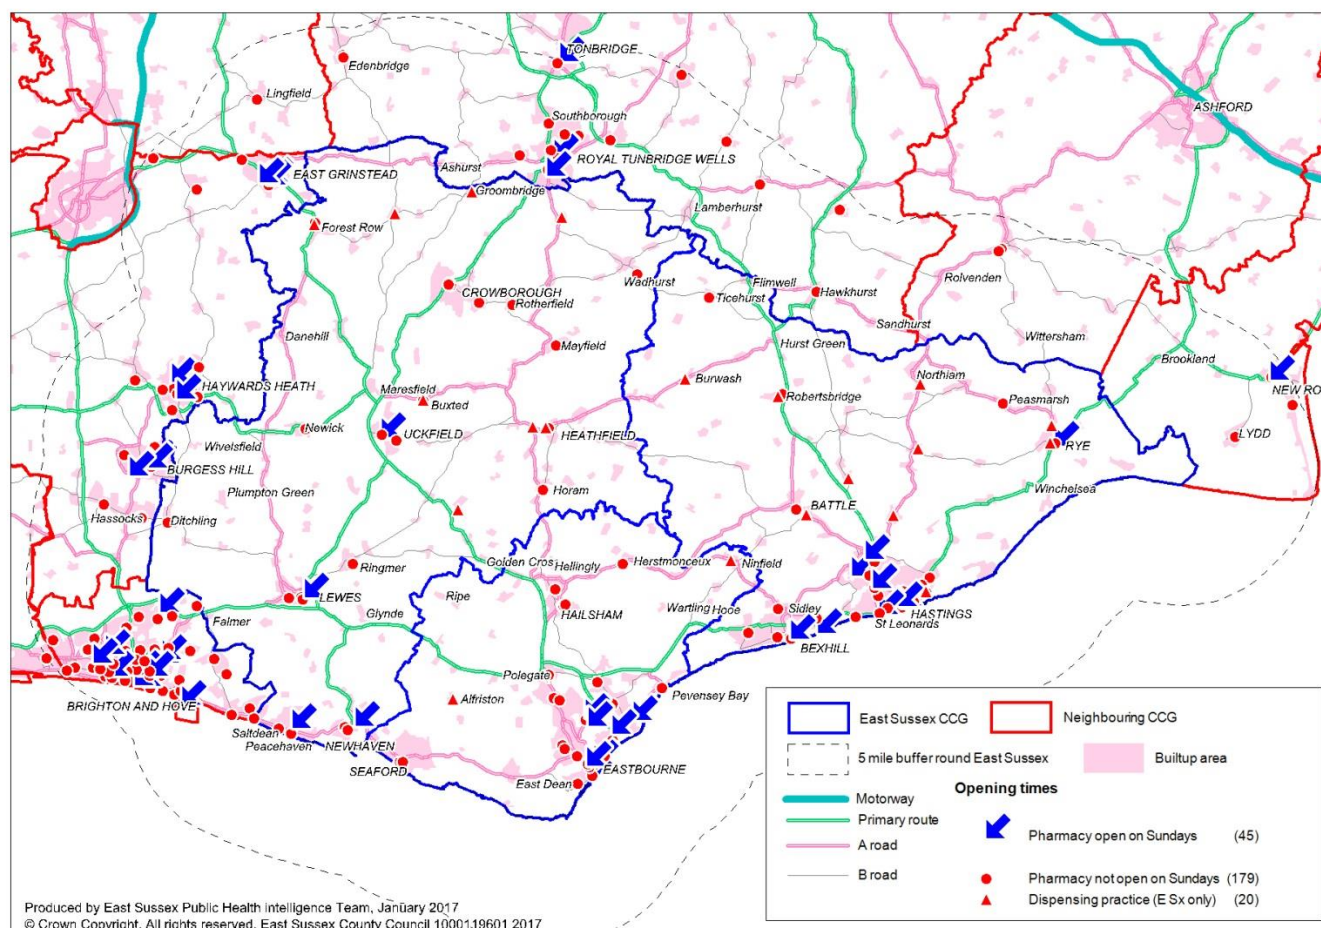 TONBRIDGE
Edenbridge
Lingfield
ASHFORD
Southborough
ROYAL TUNBRIDGE WELLS
Ashurst
EAST GRINSTEAD
Groombridge
Lamberhurst
Forest Row
Rolvenden
Wadhurst
Flimwell
CROWBOROUGH
Rotherfield
Ticehurst
Hawkhurst
Sandhurst
Wittersham
Danehill
Mayfield
Hurst Green
Brookland
HAYWARDS HEATH
Maresfield
Burwash
Northiam
NEW RO
Buxted
Robertsbridge
Peasmarsh
Newick
UCKFIELD
HEATHFIELD
LYDD
Wivelsfield
RYE
BURGESS HILL
Plumpton Green
Horam
Winchelsea
BATTLE
Hassocks
Ditchling
Ringmer
Golden Cros
Hellingly
Herstmonceux
Ninfield
LEWES
Ripe
Glynde
HAILSHAM
Wartling
Hooe
Sidley
HASTINGS
St Leonards
Falmer
BEXHILL
Polegate
Pevensey Bay
Alfriston
BRIGHTON AND HOVE
Saltdean
Peacehaven
NEWHAVEN
SEAFORD
EASTBOURNE
East Dean
East Sussex CCG
Neighbouring CCG
5 mile buffer round East Sussex
Builtup area
Opening times
Motorway
Primary route
A road
B road
Pharmacy open on Sundays (45)
Pharmacy not open on Sundays (179)
Dispensing practice (E Sx only) (20)
Produced by East Sussex Public Health Intelligence Team, January 2017
© Crown Copyright. All rights reserved. East Sussex County Council 100019601 2017